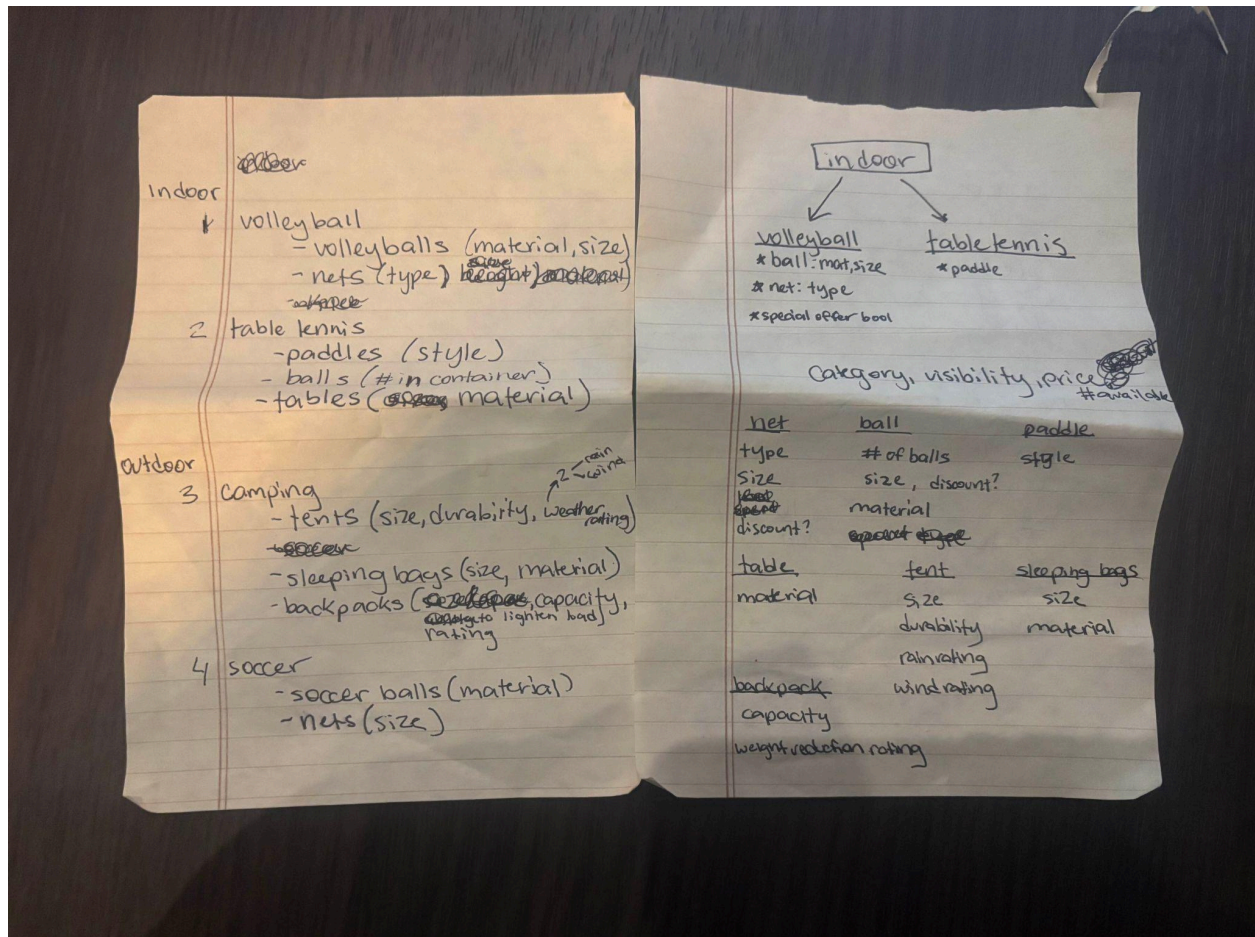 Indoor
1 volleyball
- volleyballs (material, size)
- nets (type)
2 table tennis
- paddles (style)
- balls (# in container)
- tables ( material)
outdoor
2 rain
wind
3 camping
- tents (size, durability, weather
rating)
- sleeping bags (size, material)
- backpacks ( , capacity,
to lighten load)
rating
4 soccer
- soccer balls (material)
- nets (size)
indoor
volleyball table tennis
* ball: mat, size * paddle
* net: type
* special offer bool
Category, visibility, price
# available
net ball paddle
type # of balls style
size size, discount?
material
discount?
table tent sleeping bags
material size size
durability material
rain rating
backpack wind rating
capacity
weight reduction rating